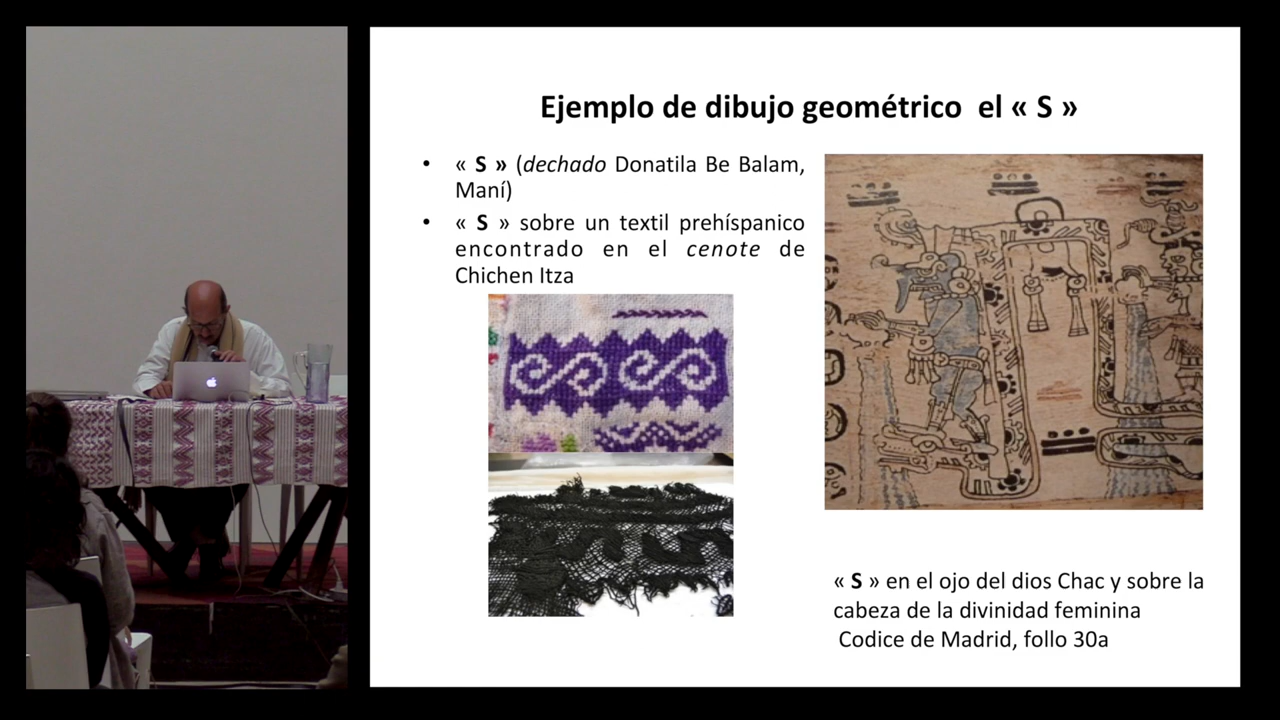 Ejemplo de dibujo geométrico el « S »
• « S » (dechado Donatila Be Balam,
Maní)
• « S » sobre un textil prehíspanico
encontrado en el cenote de
Chichen Itza
« S » en el ojo del dios Chac y sobre la
cabeza de la divinidad feminina
Codice de Madrid, follo 30a